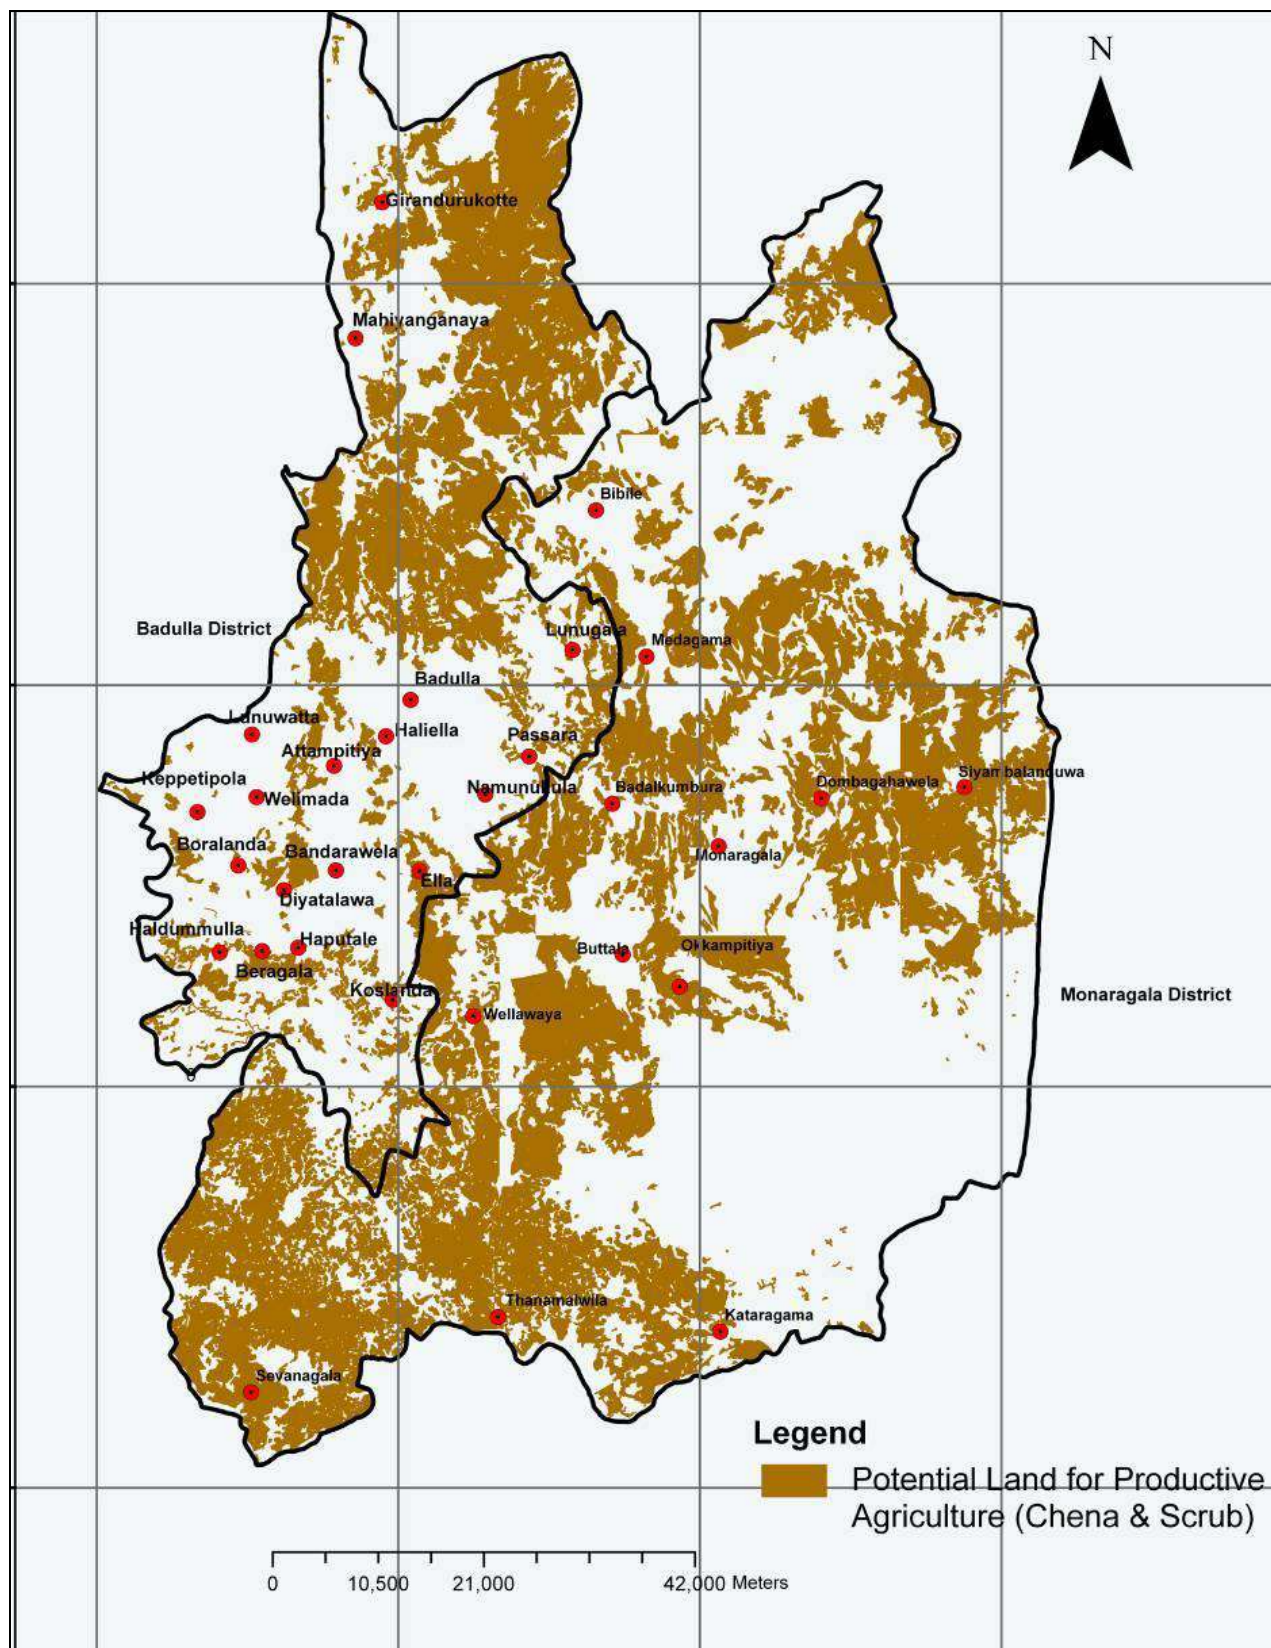 N
Girandurukotte
Mahiyanganaya
Bibile
Badulla District
Lunugala
Medagama
Badulla
Lunuwatta
Haliella
Attampitiya
Passara
Keppetipola
Welimada
Namunukula
Badalkumbura
Dombagahawela
Siyambalanduwa
Boralanda
Bandarawela
Monaragala
Ella
Diyatalawa
Haldummulla
Haputale
Beragala
Buttala
Okkampitiya
Koslanda
Monaragala District
Wellawaya
Thanamalwila
Kataragama
Sevanagala
Legend
Potential Land for Productive
Agriculture (Chena & Scrub)
0 10,500 21,000 42,000 Meters